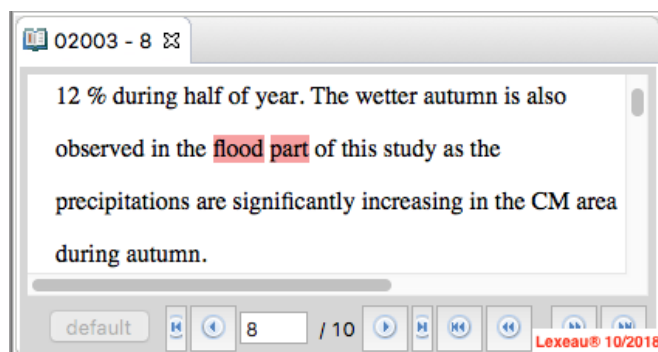 02003 - 8
12 % during half of year. The wetter autumn is also
observed in the flood part of this study as the
precipitations are significantly increasing in the CM area
during autumn.
default 8 / 10
Lexeau® 10/2018